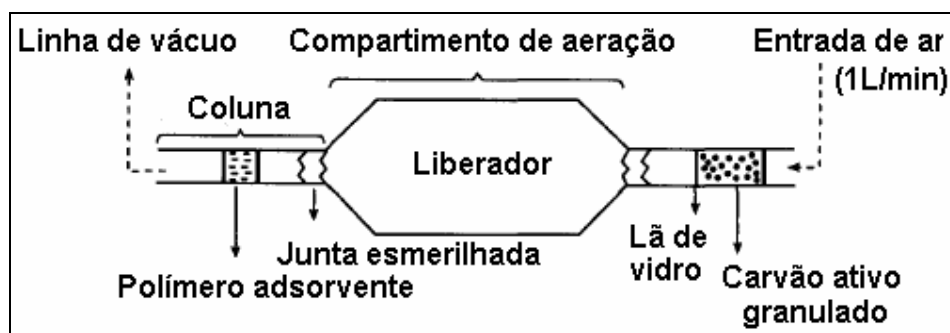 Linha de vácuo
Compartimento de aeração
Entrada de ar
(1L/min)
Coluna
Liberador
Junta esmerilhada
Polímero adsorvente
Lã de
vidro
Carvão ativo
granulado